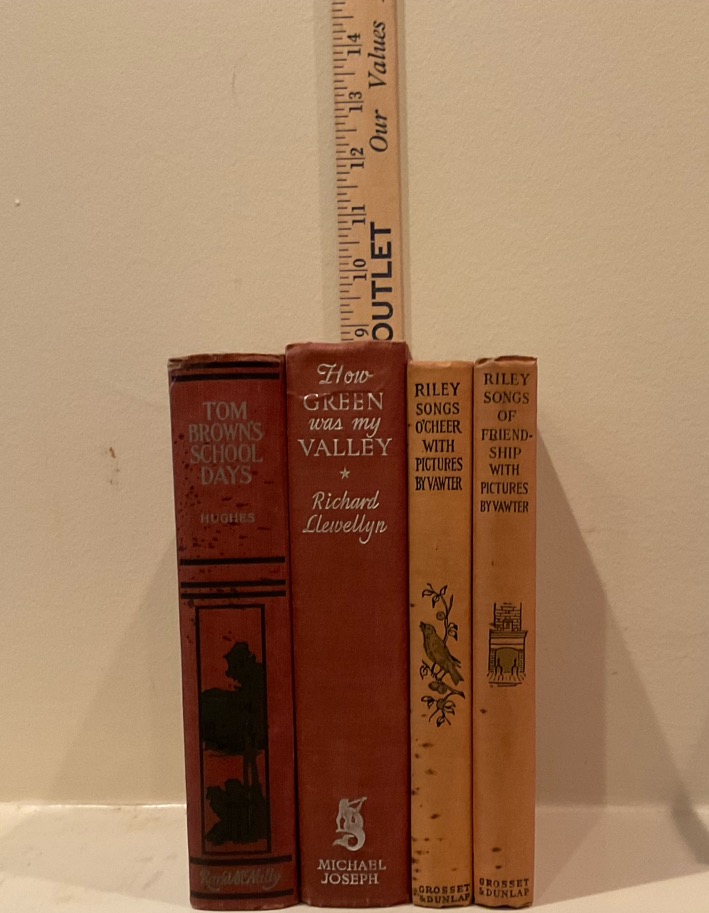 14
13
12
11
10
9
Our Values
OUTLET
TOM
BROWN'S
SCHOOL
DAYS
HUGHES
Rand McNally
How
GREEN
was my
VALLEY
Richard
Llewellyn
MICHAEL
JOSEPH
RILEY
SONGS
O'CHEER
WITH
PICTURES
BY VAWTER
GROSSET
& DUNLAP
RILEY
SONGS
OF
FRIEND-
SHIP
WITH
PICTURES
BY VAWTER
GROSSET
& DUNLAP